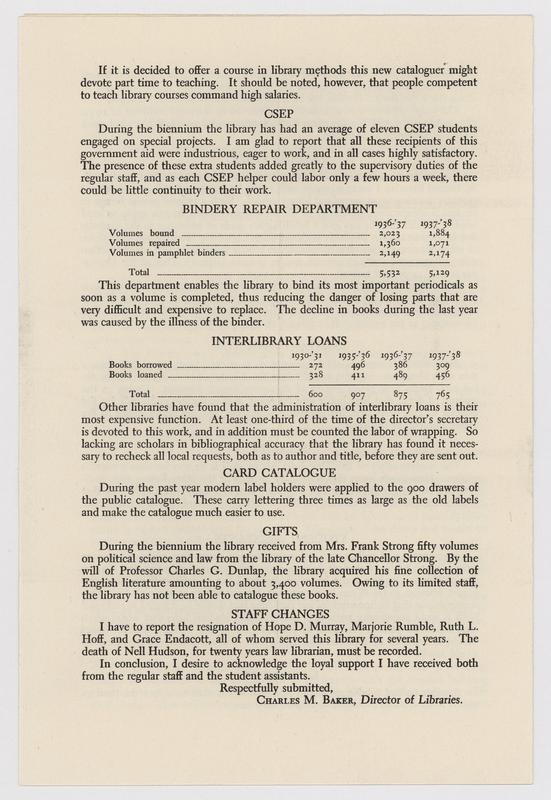 If it is decided to offer a course in library methods this new cataloguer might
devote part time to teaching. It should be noted, however, that people competent
to teach library courses command high salaries.
CSEP
During the biennium the library has had an average of eleven CSEP students
engaged on special projects. I am glad to report that all these recipients of this
government aid were industrious, eager to work, and in all cases highly satisfactory.
The presence of these extra students added greatly to the supervisory duties of the
regular staff, and as each CSEP helper could labor only a few hours a week, there
could be little continuity to their work.
BINDERY REPAIR DEPARTMENT
1936-'37 1937-'38
Volumes bound 2,023 1,884
Volumes repaired 1,360 1,071
Volumes in pamphlet binders 2,149 2,174
Total 5,532 5,129
This department enables the library to bind its most important periodicals as
soon as a volume is completed, thus reducing the danger of losing parts that are
very difficult and expensive to replace. The decline in books during the last year
was caused by the illness of the binder.
INTERLIBRARY LOANS
1930-'31 1935-'36 1936-'37 1937-'38
Books borrowed 272 496 386 309
Books loaned 328 411 489 456
Total 600 907 875 765
Other libraries have found that the administration of interlibrary loans is their
most expensive function. At least one-third of the time of the director's secretary
is devoted to this work, and in addition must be counted the labor of wrapping. So
lacking are scholars in bibliographical accuracy that the library has found it neces-
sary to recheck all local requests, both as to author and title, before they are sent out.
CARD CATALOGUE
During the past year modern label holders were applied to the 900 drawers of
the public catalogue. These carry lettering three times as large as the old labels
and make the catalogue much easier to use.
GIFTS
During the biennium the library received from Mrs. Frank Strong fifty volumes
on political science and law from the library of the late Chancellor Strong. By the
will of Professor Charles G. Dunlap, the library acquired his fine collection of
English literature amounting to about 3,400 volumes. Owing to its limited staff,
the library has not been able to catalogue these books.
STAFF CHANGES
I have to report the resignation of Hope D. Murray, Marjorie Rumble, Ruth L.
Hoff, and Grace Endacott, all of whom served this library for several years. The
death of Nell Hudson, for twenty years law librarian, must be recorded.
In conclusion, I desire to acknowledge the loyal support I have received both
from the regular staff and the student assistants.
Respectfully submitted,
CHARLES M. BAKER, Director of Libraries.